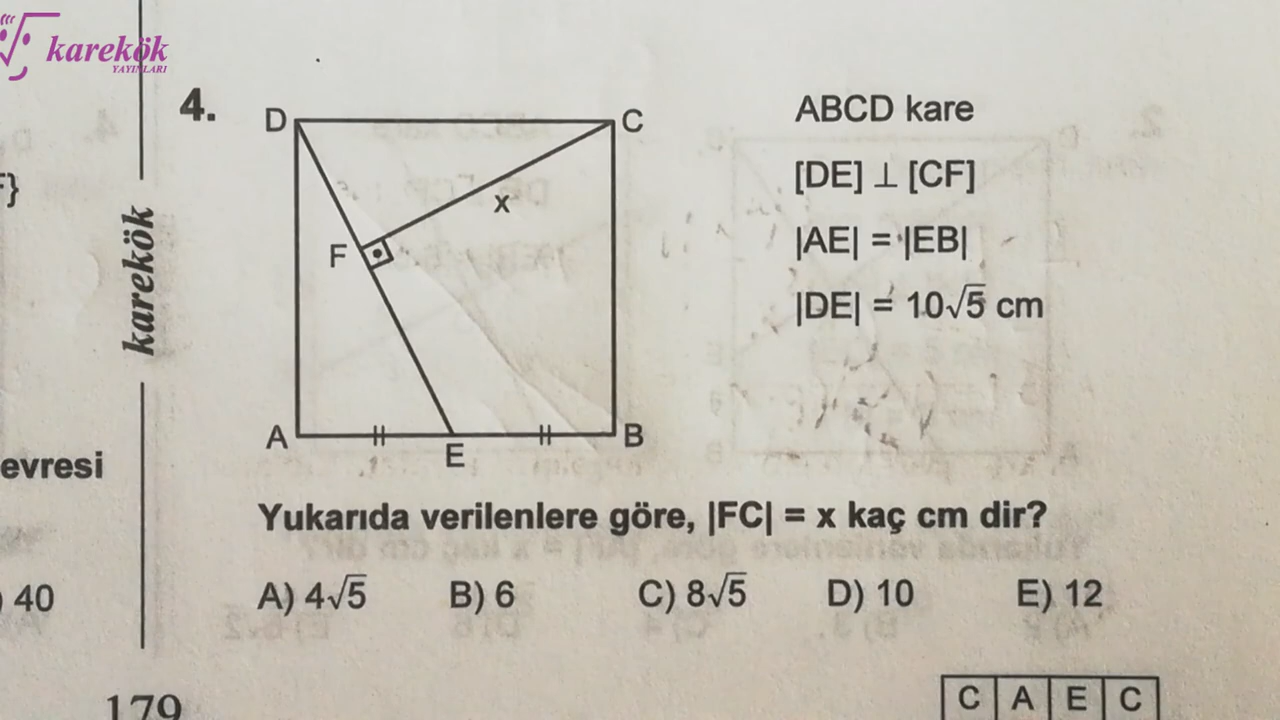 karekök
YAYINLARI
4.
D
C
ABCD kare
[DE] ⊥ [CF]
x
F
|AE| = |EB|
|DE| = 10√5 cm
karekök
A
E
B
evresi
Yukarıda verilenlere göre, |FC| = x kaç cm dir?
) 40
A) 4√5 B) 6 C) 8√5 D) 10 E) 12
179
C A E C